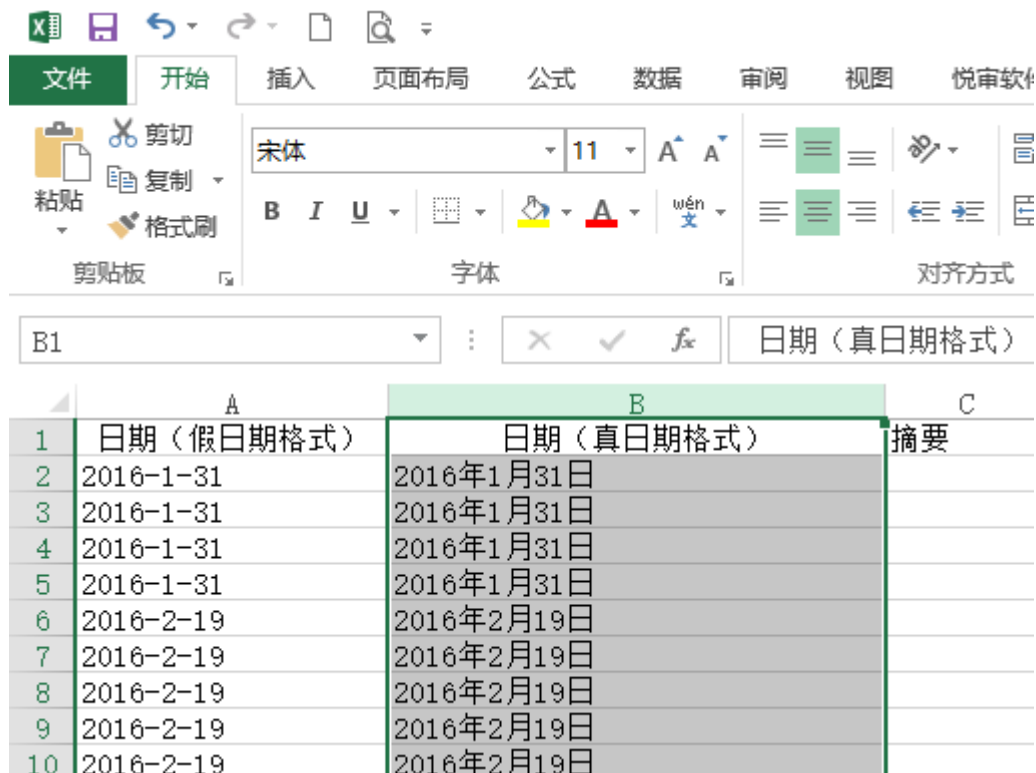 文件 开始 插入 页面布局 公式 数据 审阅 视图 悦审软件
剪切
宋体 11 A A
复制
粘贴
B I U A wén 文
格式刷
剪贴板 字体 对齐方式
B1 fx 日期（真日期格式）
A B C
1 日期（假日期格式） 日期（真日期格式） 摘要
2 2016-1-31 2016年1月31日
3 2016-1-31 2016年1月31日
4 2016-1-31 2016年1月31日
5 2016-1-31 2016年1月31日
6 2016-2-19 2016年2月19日
7 2016-2-19 2016年2月19日
8 2016-2-19 2016年2月19日
9 2016-2-19 2016年2月19日
10 2016-2-19 2016年2月19日